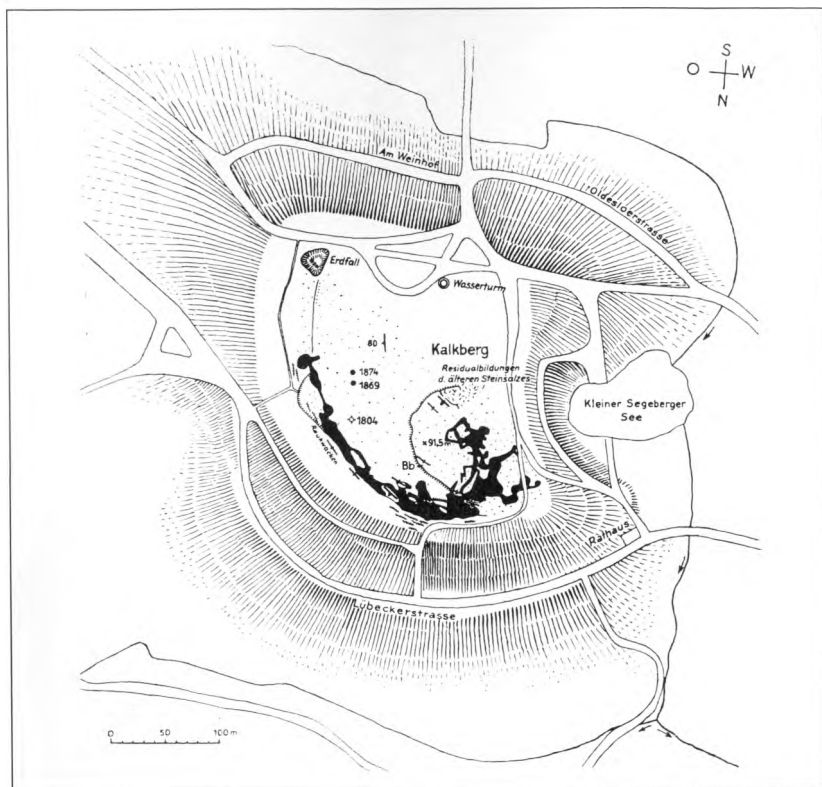 S
O W
N
Am Weinhof
Oldesloerstrasse
Erdfall
Wasserturm
80
Kalkberg
1874
1869
Residualbildungen
d. älteren Steinsalzes
Kleiner Segeberger
See
1804
×91,5m
Rauhwacken
Bb
Rathaus
Lübeckerstrasse
0 50 100 m